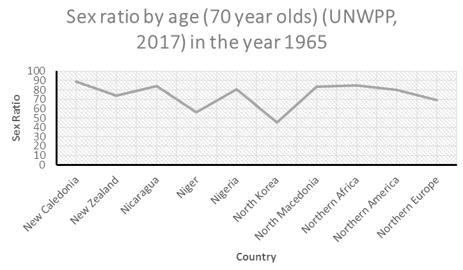 Sex ratio by age (70 year olds) (UNWPP,
2017) in the year 1965
100
90
80
70
60
50
40
30
20
10
0
Sex Ratio
New Caledonia
New Zealand
Nicaragua
Niger
Nigeria
North Korea
North Macedonia
Northern Africa
Northern America
Northern Europe
Country